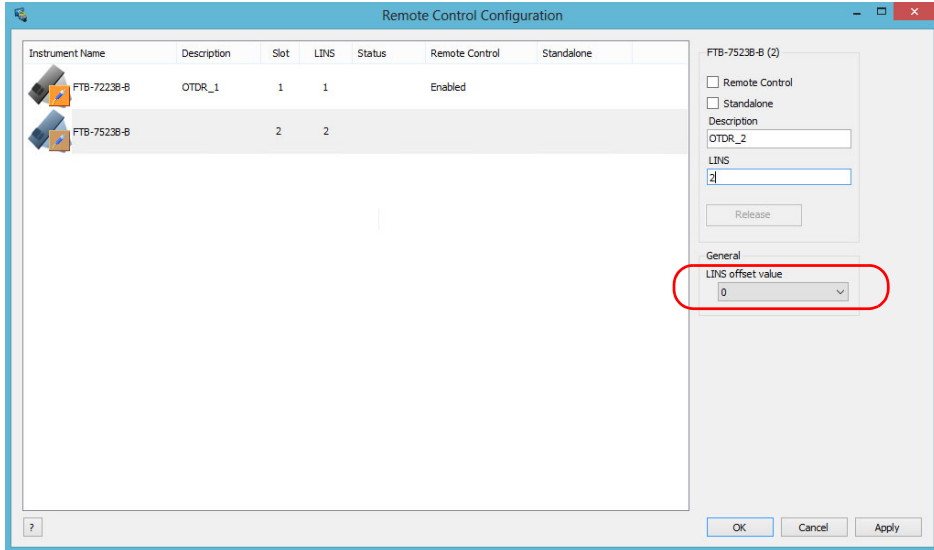 Remote Control Configuration
Instrument Name Description Slot LINS Status Remote Control Standalone
FTB-7223B-B OTDR_1 1 1 Enabled
FTB-7523B-B 2 2
FTB-7523B-B (2)
Remote Control
Standalone
Description
OTDR_2
LINS
2
Release
General
LINS offset value
0
? OK Cancel Apply